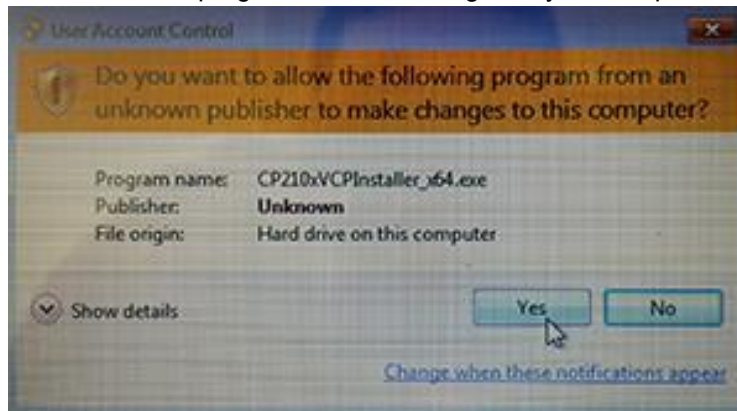 User Account Control
Do you want to allow the following program from an
unknown publisher to make changes to this computer?
Program name: CP210xVCPInstaller_x64.exe
Publisher: Unknown
File origin: Hard drive on this computer
Show details
Yes
No
Change when these notifications appear